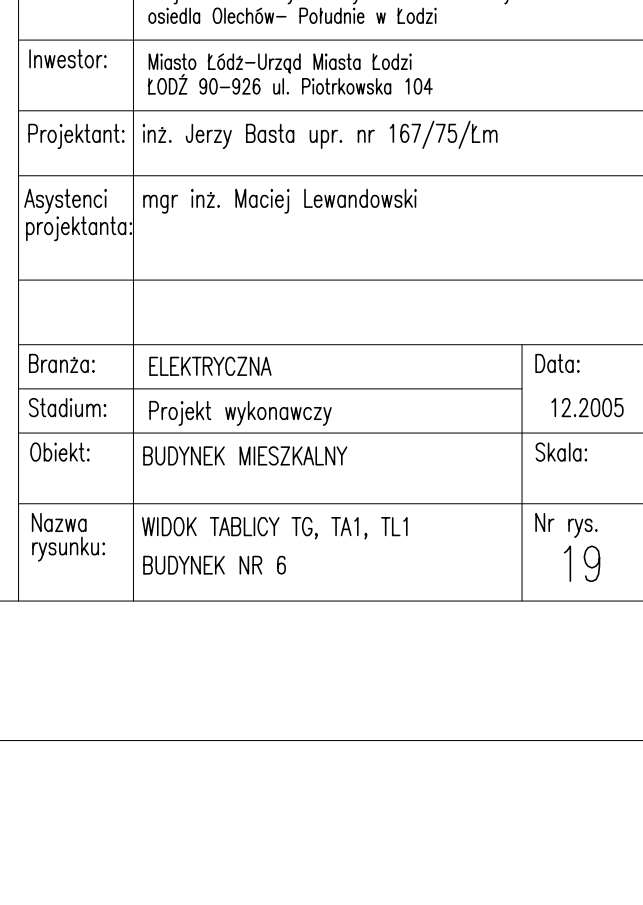 osiedla Olechów– Południe w Łodzi
Inwestor:
Miasto Łódź–Urząd Miasta Łodzi
ŁODŹ 90–926 ul. Piotrkowska 104
Projektant:
inż. Jerzy Basta upr. nr 167/75/Łm
Asystenci
projektanta:
mgr inż. Maciej Lewandowski
Branża:
ELEKTRYCZNA
Data:
Stadium:
Projekt wykonawczy
12.2005
Obiekt:
BUDYNEK MIESZKALNY
Skala:
Nazwa
rysunku:
WIDOK TABLICY TG, TA1, TL1
BUDYNEK NR 6
Nr rys.
19